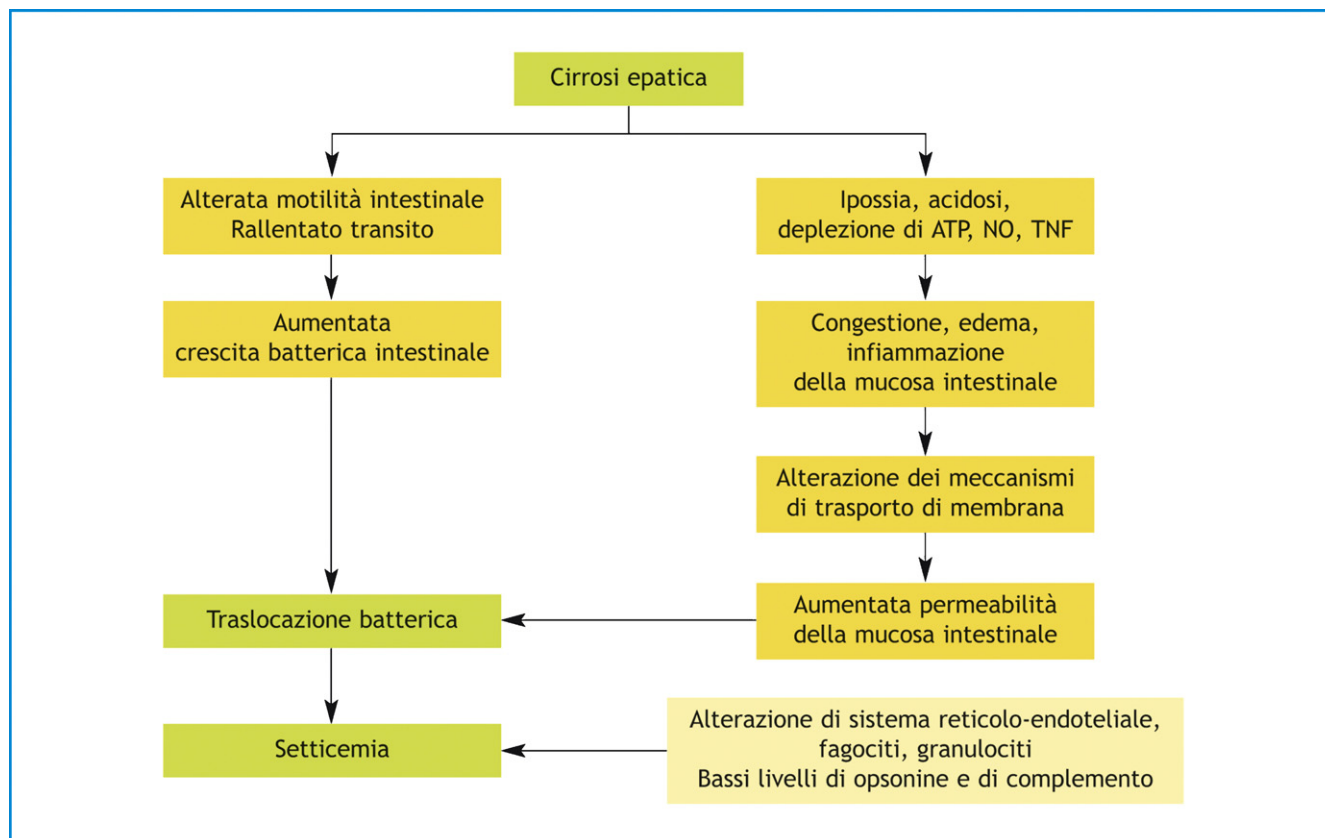 Cirrosi epatica
Alterata motilità intestinale
Rallentato transito
Ipossia, acidosi,
deplezione di ATP, NO, TNF
Aumentata
crescita batterica intestinale
Congestione, edema,
infiammazione
della mucosa intestinale
Alterazione dei meccanismi
di trasporto di membrana
Traslocazione batterica
Aumentata permeabilità
della mucosa intestinale
Setticemia
Alterazione di sistema reticolo-endoteliale,
fagociti, granulociti
Bassi livelli di opsonine e di complemento